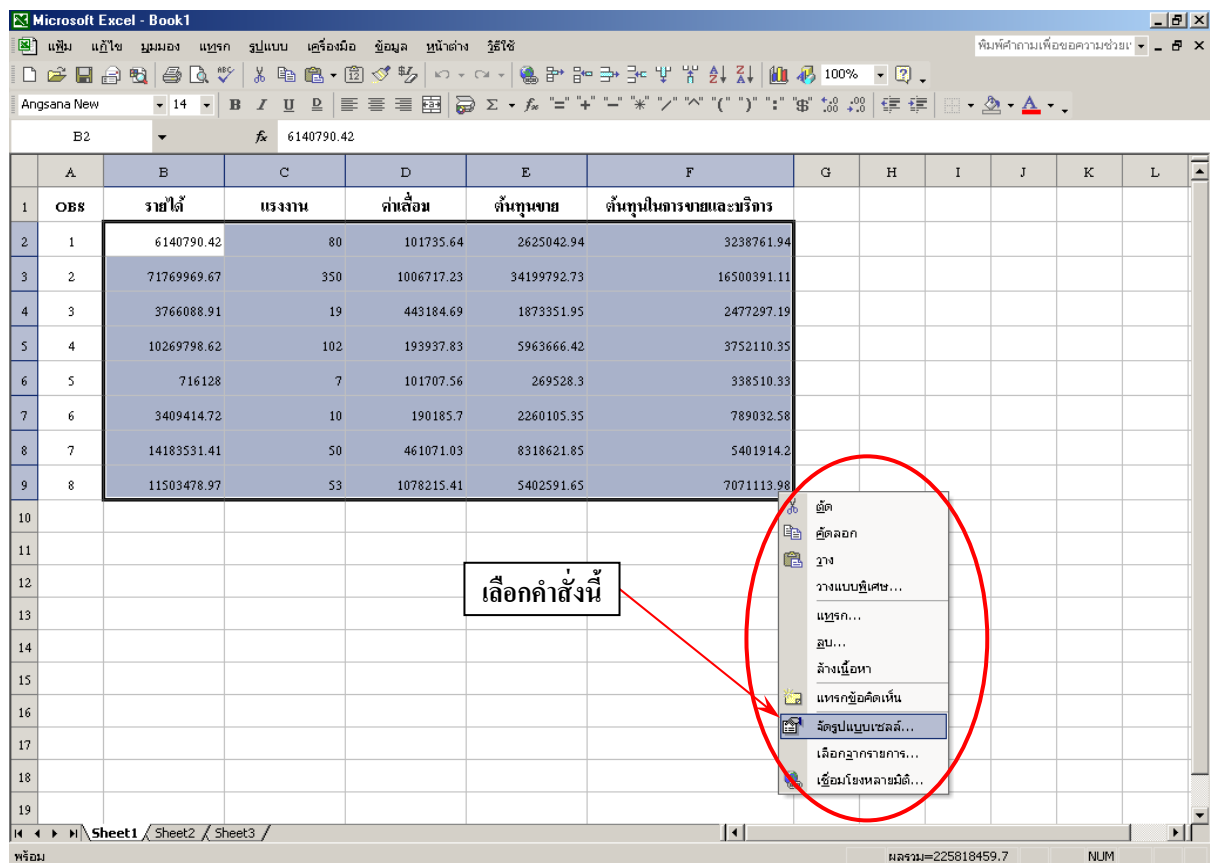 Microsoft Excel - Book1
แฟ้ม แก้ไข มุมมอง แทรก รูปแบบ เครื่องมือ ข้อมูล หน้าต่าง วิธีใช้
Angsana New 14 B I U D Σ fx "=" "+" "-" "*" "/" "^" "(" ")" ":" "$"
100%
B2 fx 6140790.42
A B C D E F G H I J K L
1 OBS รายได้ แรงงาน ค่าเสื่อม ต้นทุนขาย ต้นทุนในการขายและบริการ
2 1 6140790.42 80 101735.64 2625042.94 3238761.94
3 2 71769969.67 350 1006717.23 34199792.73 16500391.11
4 3 3766088.91 19 443184.69 1873351.95 2477297.19
5 4 10269798.62 102 193937.83 5963666.42 3752110.35
6 5 716128 7 101707.56 269528.3 338510.33
7 6 3409414.72 10 190185.7 2260105.35 789032.58
8 7 14183531.41 50 461071.03 8318621.85 5401914.2
9 8 11503478.97 53 1078215.41 5402591.65 7071113.98
10
11
12
13
14
15
16
17
18
19
เลือกคำสั่งนี้
ตัด
คัดลอก
วาง
วางแบบพิเศษ...
แทรก...
ลบ...
ล้างเนื้อหา
แทรกข้อคิดเห็น
จัดรูปแบบเซลล์...
เลือกจากรายการ...
เชื่อมโยงหลายมิติ...
Sheet1 Sheet2 Sheet3
พร้อม ผลรวม=225818459.7 NUM